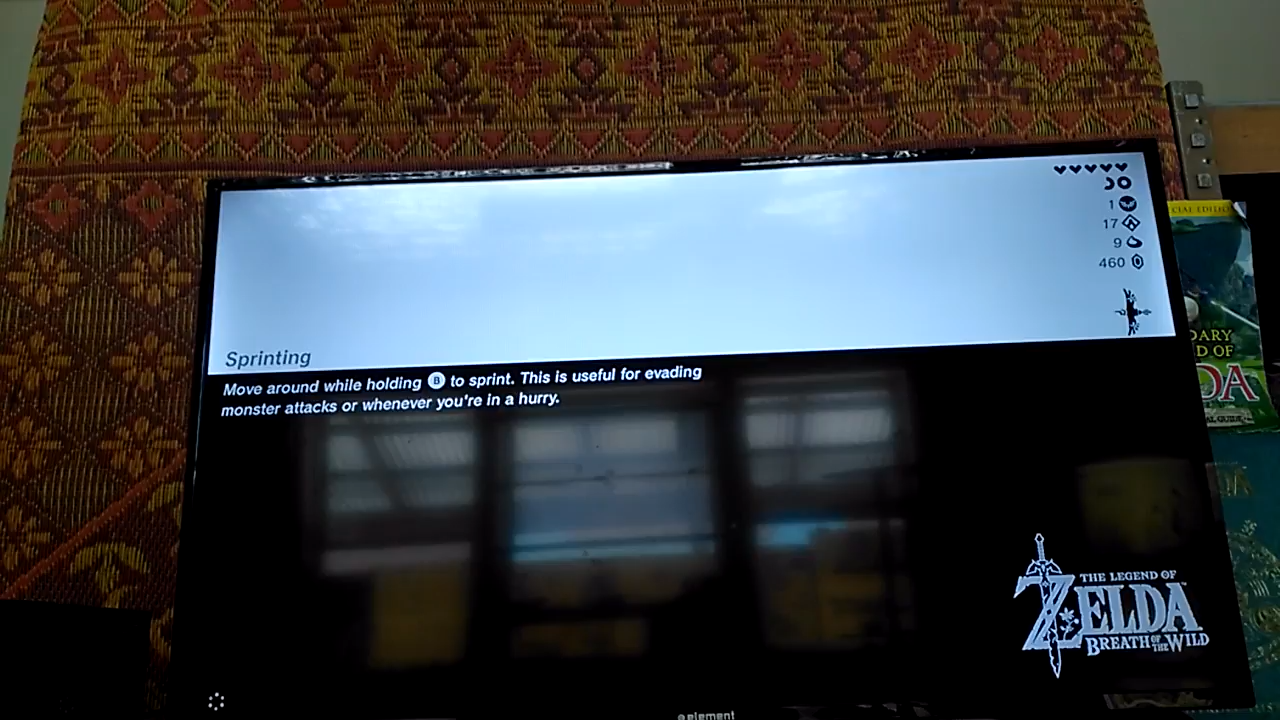 1
17
9
460
Sprinting
Move around while holding B to sprint. This is useful for evading
monster attacks or whenever you're in a hurry.
THE LEGEND OF
ZELDA
BREATH OF THE WILD
element